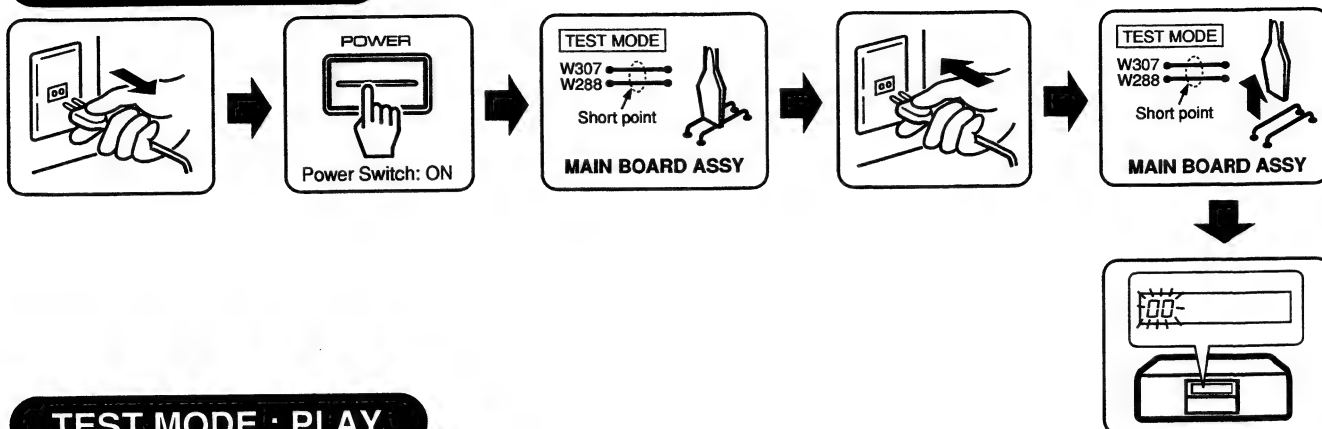 POWER
Power Switch: ON
TEST MODE
W307
W288
Short point
MAIN BOARD ASSY
TEST MODE
W307
W288
Short point
MAIN BOARD ASSY
00
TEST MODE : PLAY